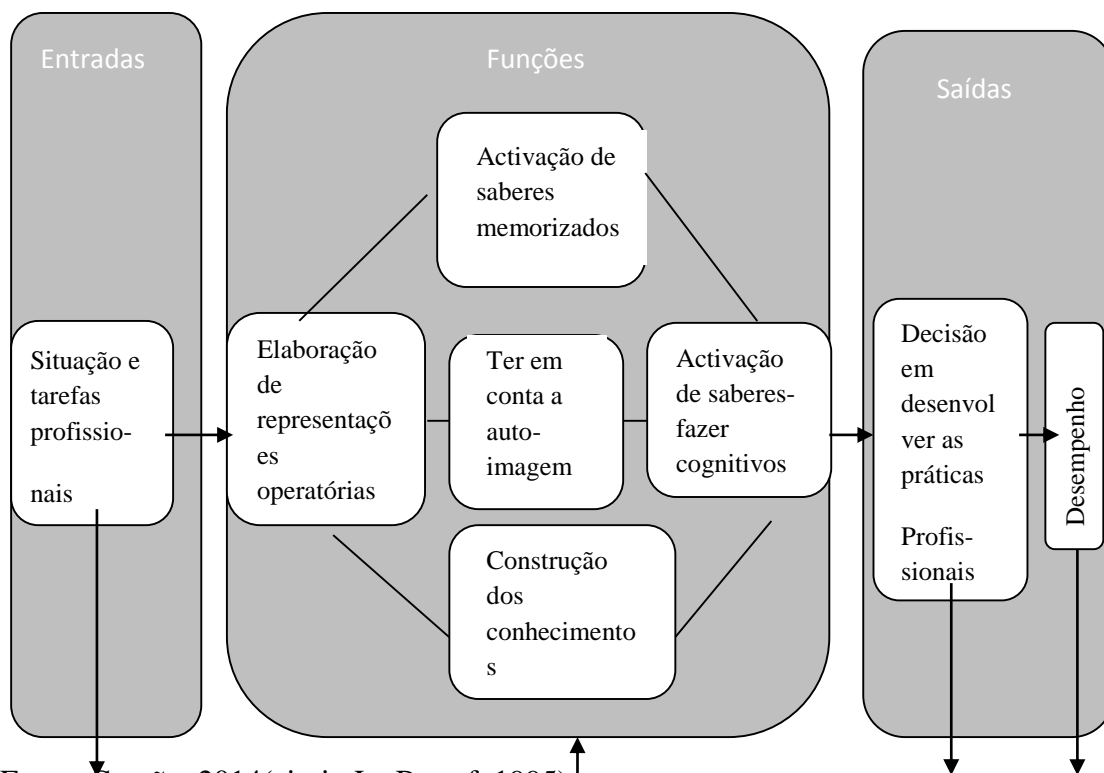 Entradas
Funções
Saídas
Activação de
saberes
memorizados
Situação e
tarefas
profissio-
nais
Elaboração
de
representaçõ
es
operatórias
Ter em
conta a
auto-
imagem
Activação
de saberes-
fazer
cognitivos
Construção
dos
conhecimento
s
Decisão
em
desenvol
ver as
práticas
Profis-
sionais
Desempenho
2014
1995)